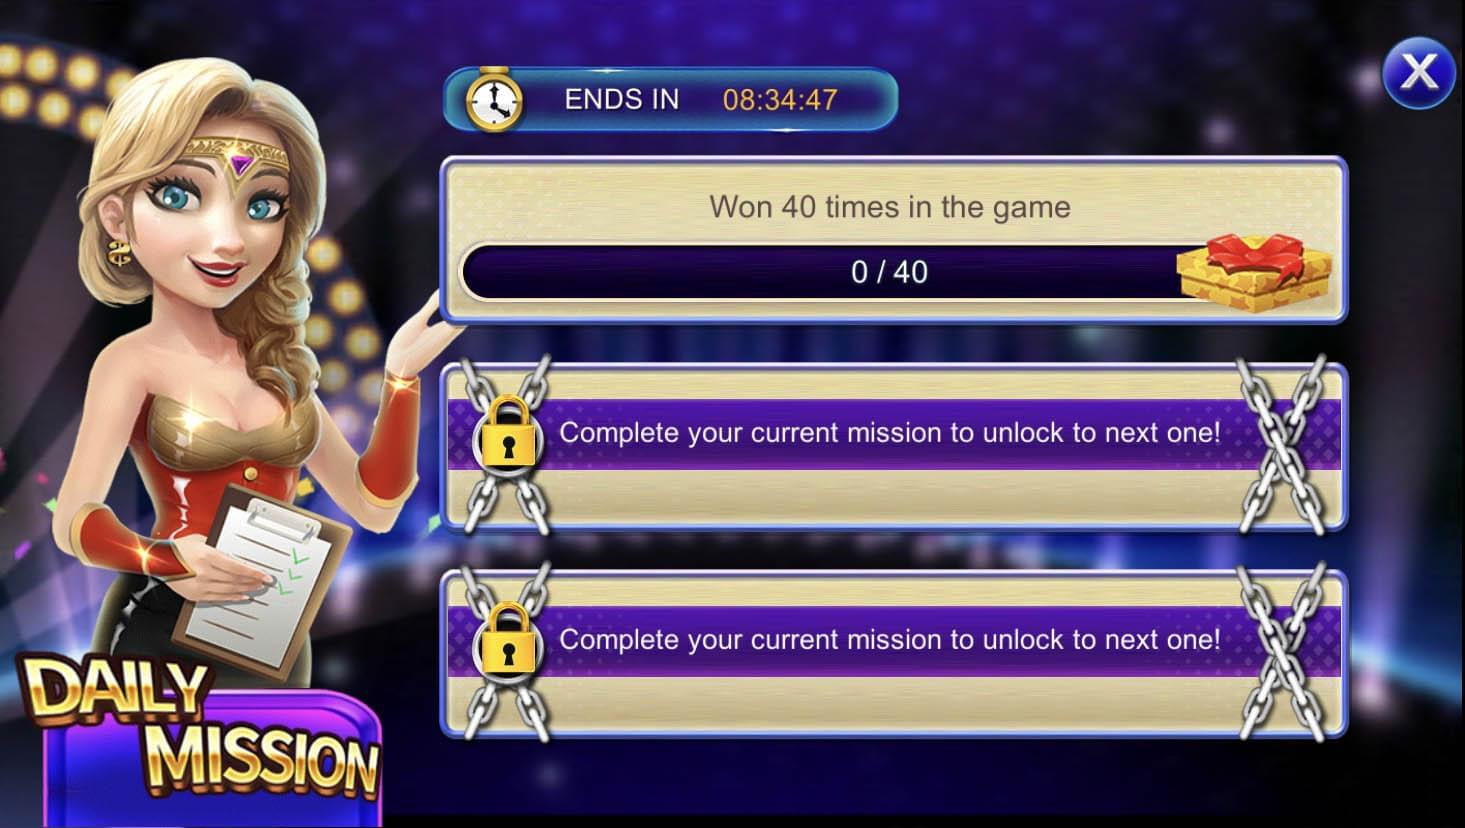 ENDS IN 08:34:47
X
Won 40 times in the game
0 / 40
Complete your current mission to unlock to next one!
Complete your current mission to unlock to next one!
DAILY
MISSION